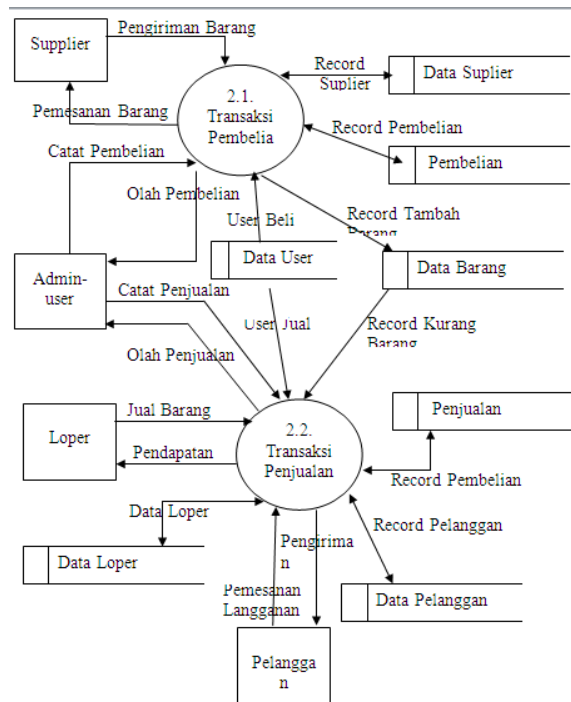 Pengiriman Barang
Supplier
Record
Suplier
Data Suplier
2.1.
Transaksi
Pembelia
Pemesanan Barang
Record Pembelian
Catat Pembelian
Pembelian
Olah Pembelian
User Beli
Record Tambah
Barang
Data User
Data Barang
Admin-
user
Catat Penjualan
User Jual
Record Kurang
Barang
Olah Penjualan
Jual Barang
Penjualan
Loper
2.2.
Transaksi
Penjualan
Pendapatan
Record Pembelian
Data Loper
Record Pelanggan
Pengirima
n
Data Loper
Pemesanan
Langganan
Data Pelanggan
Pelangga
n